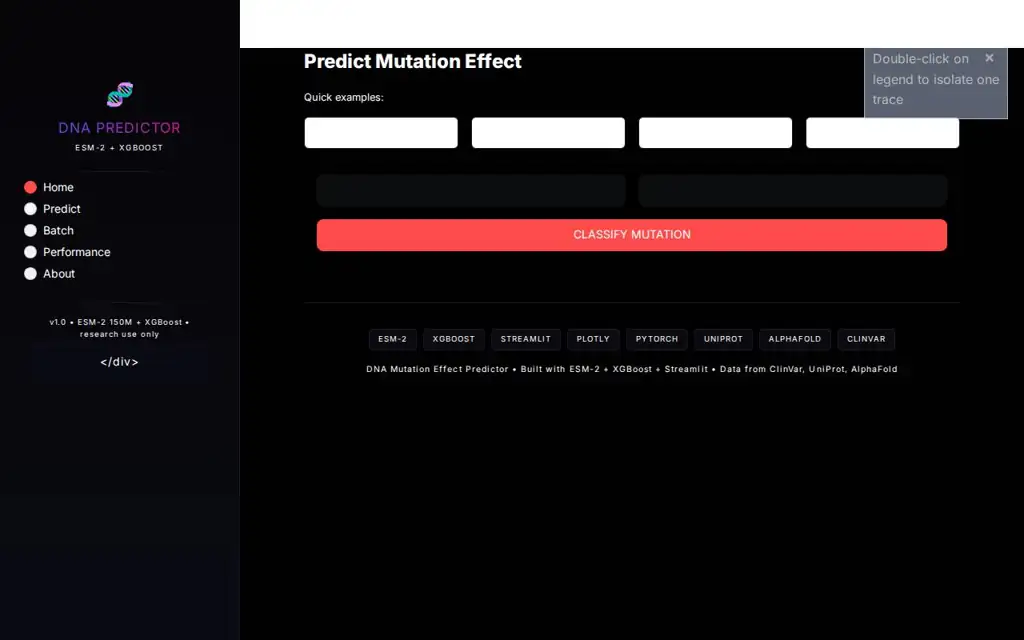 DNA PREDICTOR
ESM-2 + XGBOOST
Home
Predict
Batch
Performance
About
v1.0 • ESM-2 150M + XGBoost •
research use only
</div>
Predict Mutation Effect
Quick examples:
CLASSIFY MUTATION
ESM-2 XGBOOST STREAMLIT PLOTLY PYTORCH UNIPROT ALPHAFOLD CLINVAR
DNA Mutation Effect Predictor • Built with ESM-2 + XGBoost + Streamlit • Data from ClinVar, UniProt, AlphaFold
Double-click on ×
legend to isolate one
trace